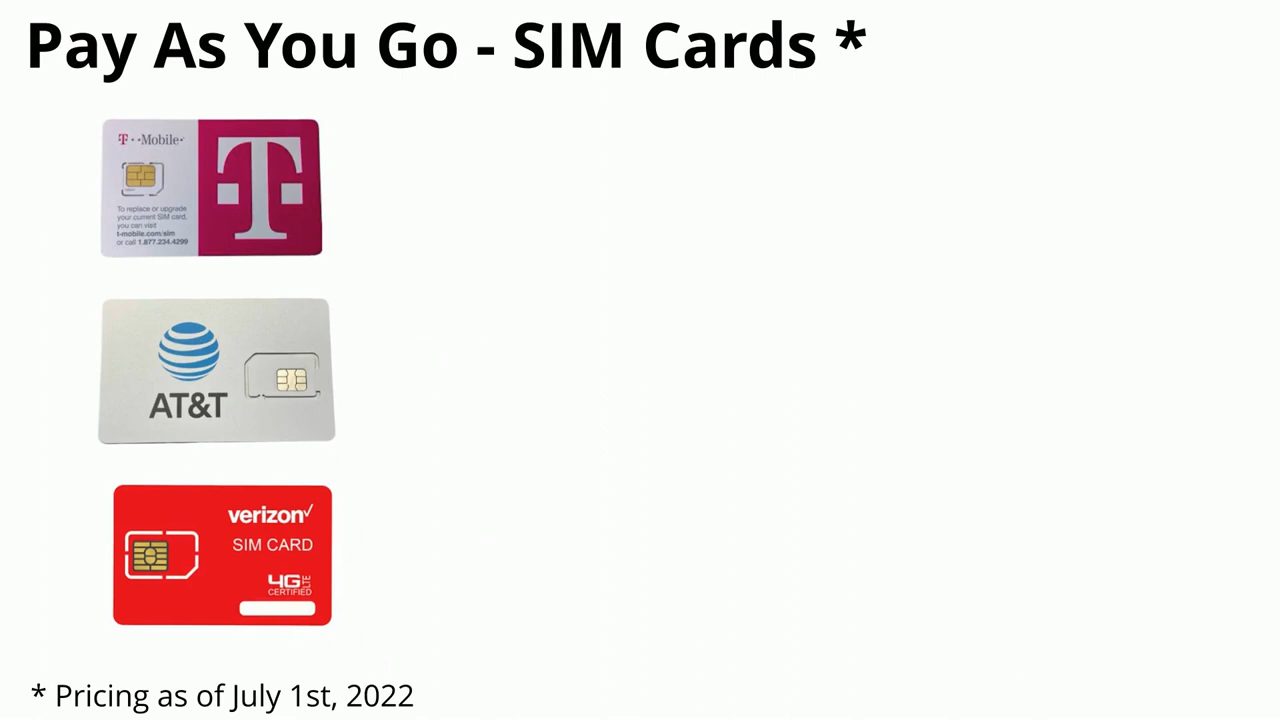 Pay As You Go - SIM Cards *
T - Mobile
To replace or upgrade
your current SIM card,
you can visit
t-mobile.com/sim
or call 1.877.234.4299
T
AT&T
verizon
SIM CARD
4G LTE
CERTIFIED
* Pricing as of July 1st, 2022